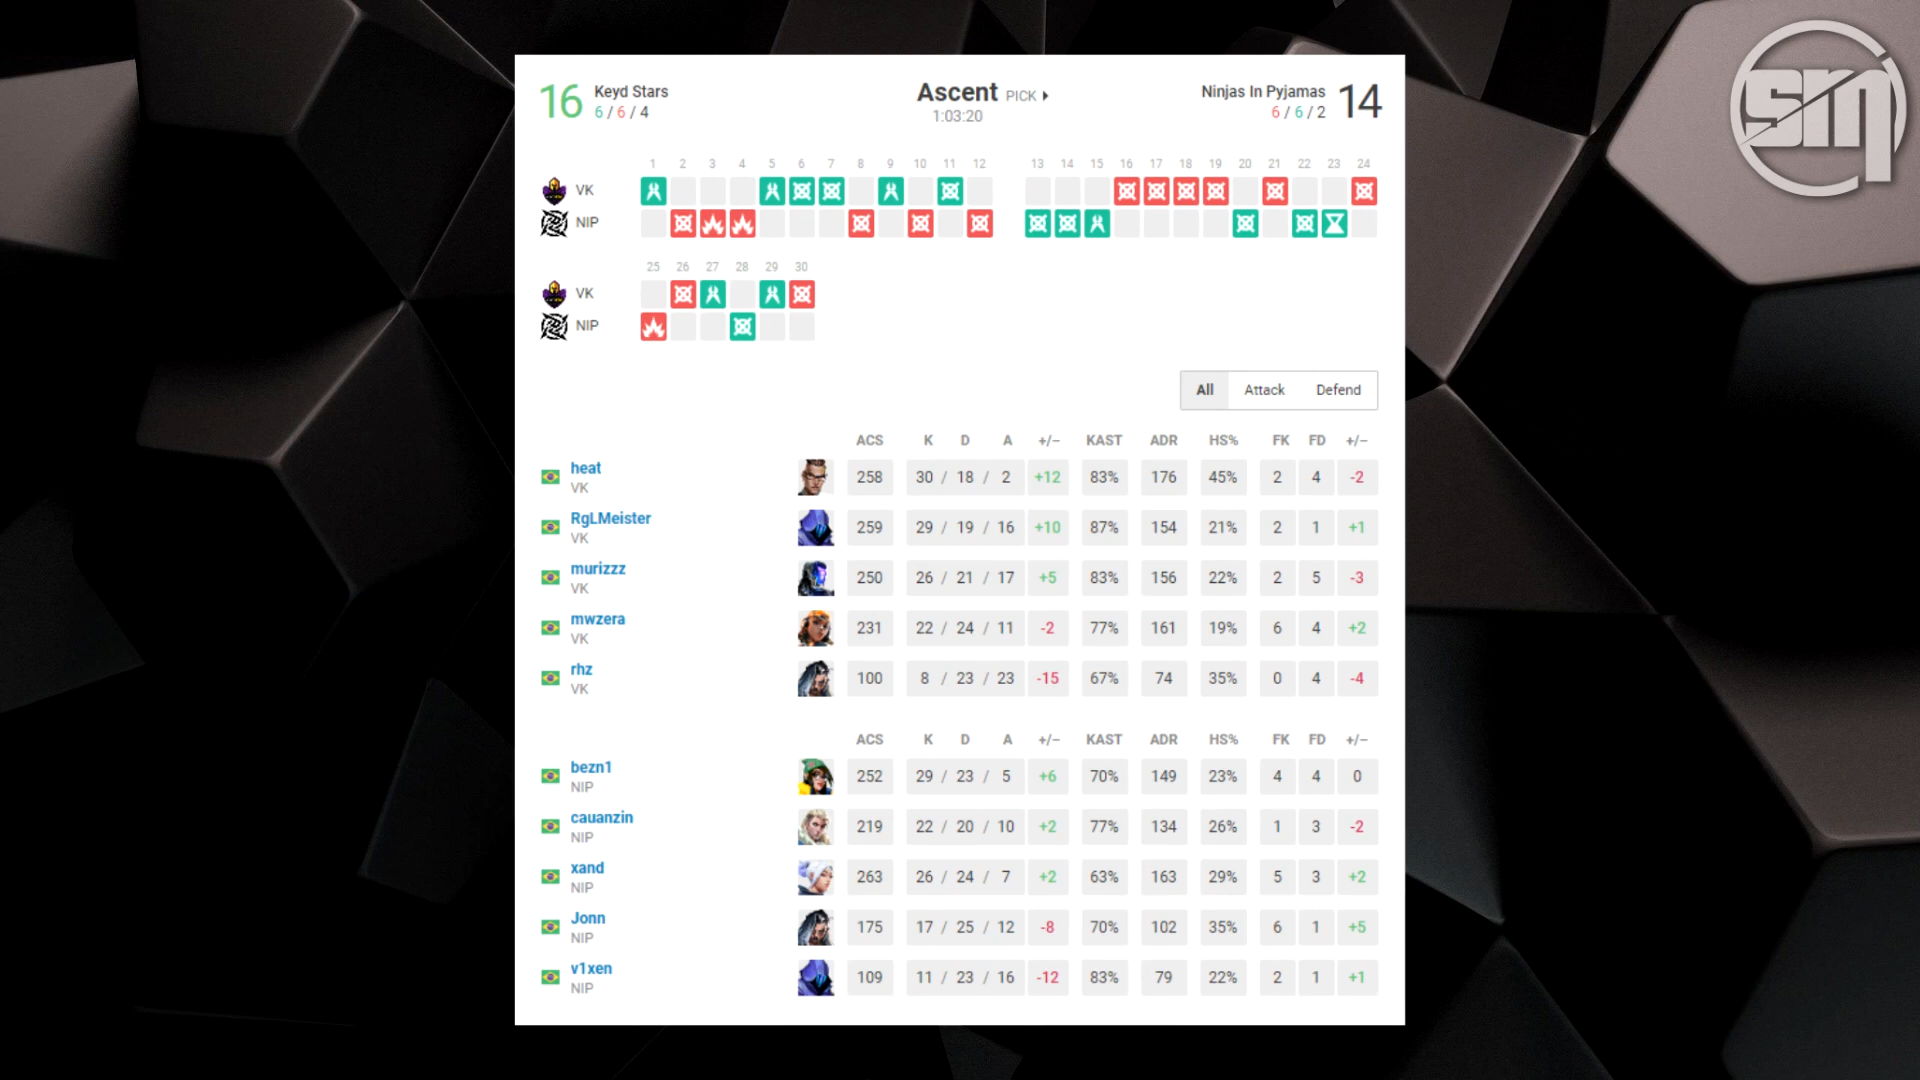 16 Keyd Stars Ascent PICK Ninjas In Pyjamas 14
6 / 6 / 4 1:03:20 6 / 6 / 2
1 2 3 4 5 6 7 8 9 10 11 12 13 14 15 16 17 18 19 20 21 22 23 24
VK
NIP
25 26 27 28 29 30
VK
NIP
All Attack Defend
ACS K D A +/– KAST ADR HS% FK FD +/–
heat
VK
258 30 / 18 / 2 +12 83% 176 45% 2 4 -2
RgLMeister
VK
259 29 / 19 / 16 +10 87% 154 21% 2 1 +1
murizzz
VK
250 26 / 21 / 17 +5 83% 156 22% 2 5 -3
mwzera
VK
231 22 / 24 / 11 -2 77% 161 19% 6 4 +2
rhz
VK
100 8 / 23 / 23 -15 67% 74 35% 0 4 -4
ACS K D A +/– KAST ADR HS% FK FD +/–
bezn1
NIP
252 29 / 23 / 5 +6 70% 149 23% 4 4 0
cauanzin
NIP
219 22 / 20 / 10 +2 77% 134 26% 1 3 -2
xand
NIP
263 26 / 24 / 7 +2 63% 163 29% 5 3 +2
Jonn
NIP
175 17 / 25 / 12 -8 70% 102 35% 6 1 +5
v1xen
NIP
109 11 / 23 / 16 -12 83% 79 22% 2 1 +1